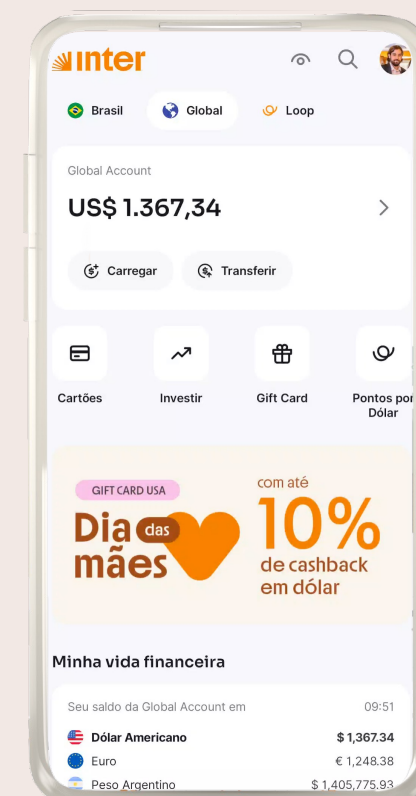 inter
Brasil
Global
Loop
Global Account
US$ 1.367,34
Carregar
Transferir
Cartões
Investir
Gift Card
Pontos por
Dólar
GIFT CARD USA
Dia das
mães
com até
10%
de cashback
em dólar
Minha vida financeira
Seu saldo da Global Account em 09:51
Dólar Americano $ 1,367.34
Euro € 1,248.38
Peso Argentino $ 1,405,775.93